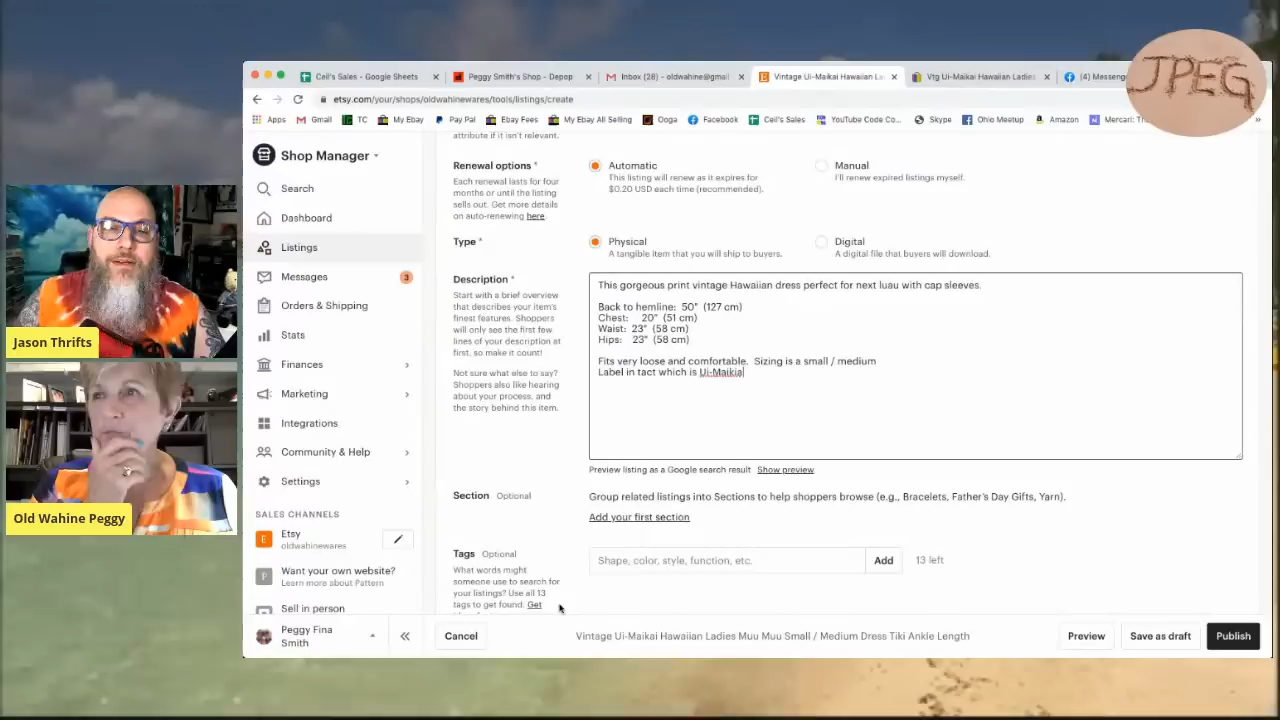 JPEG
Ceil's Sales - Google Sheets
Peggy Smith's Shop - Depop
Inbox (28) - oldwahine@gmai
Vintage Ui-Maikai Hawaiian La
Vtg Ui-Maikai Hawaiian Ladies
(4) Messeng
etsy.com/your/shops/oldwahinewares/tools/listings/create
Apps
Gmail
TC
My Ebay
Pay Pal
Ebay Fees
My Ebay All Selling
Ooga
Facebook
Ceil's Sales
YouTube Code Co...
Skype
Ohio Meetup
Amazon
Mercari:
Shop Manager
Search
Dashboard
Listings
Messages 3
Orders & Shipping
Stats
Finances
Marketing
Integrations
Community & Help
Settings
SALES CHANNELS
Etsy
oldwahinewares
Want your own website?
Learn more about Pattern
Sell in person
Peggy Fina
Smith
attribute if it isn't relevant.
Renewal options *
Each renewal lasts for four
months or until the listing
sells out. Get more details
on auto-renewing here.
Automatic
This listing will renew as it expires for
$0.20 USD each time (recommended).
Manual
I'll renew expired listings myself.
Type *
Physical
A tangible item that you will ship to buyers.
Digital
A digital file that buyers will download.
Description *
Start with a brief overview
that describes your item's
finest features. Shoppers
will only see the first few
lines of your description at
first, so make it count!
Not sure what else to say?
Shoppers also like hearing
about your process, and
the story behind this item.
This gorgeous print vintage Hawaiian dress perfect for next luau with cap sleeves.
Back to hemline: 50" (127 cm)
Chest: 20" (51 cm)
Waist: 23" (58 cm)
Hips: 23" (58 cm)
Fits very loose and comfortable. Sizing is a small / medium
Label in tact which is Ui-Maikia
Preview listing as a Google search result Show preview
Section Optional
Group related listings into Sections to help shoppers browse (e.g., Bracelets, Father's Day Gifts, Yarn).
Add your first section
Tags Optional
What words might
someone use to search for
your listings? Use all 13
tags to get found. Get
Shape, color, style, function, etc.
Add
13 left
Cancel
Vintage Ui-Maikai Hawaiian Ladies Muu Muu Small / Medium Dress Tiki Ankle Length
Preview
Save as draft
Publish
Jason Thrifts
Old Wahine Peggy